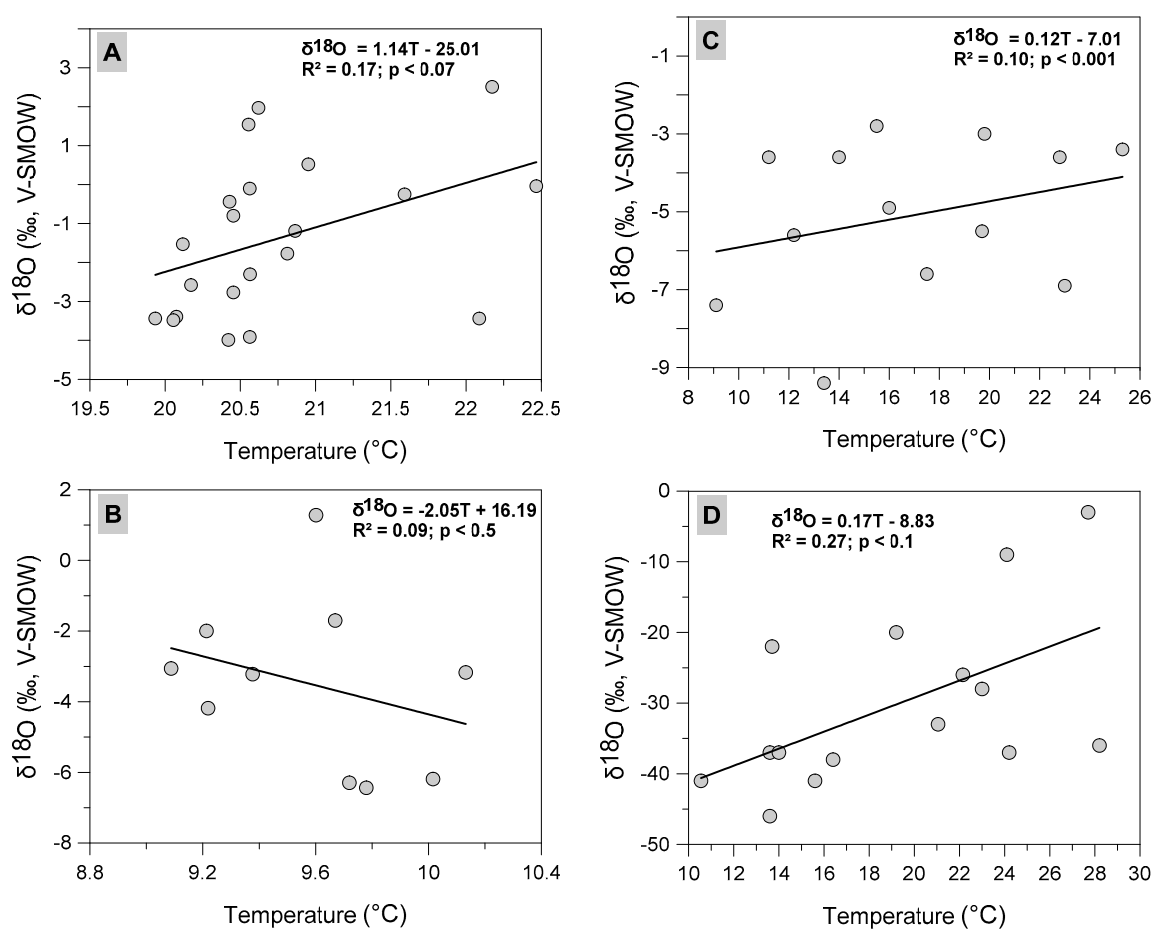 A
δ18O = 1.14T - 25.01
R² = 0.17; p < 0.07
3
1
-1
-3
-5
δ18O (‰, V-SMOW)
19.5 20 20.5 21 21.5 22 22.5
Temperature (°C)
C
δ18O = 0.12T - 7.01
R² = 0.10; p < 0.001
-1
-3
-5
-7
-9
δ18O (‰, V-SMOW)
8 10 12 14 16 18 20 22 24 26
Temperature (°C)
B
δ18O = -2.05T + 16.19
R² = 0.09; p < 0.5
2
0
-2
-4
-6
-8
δ18O (‰, V-SMOW)
8.8 9.2 9.6 10 10.4
Temperature (°C)
D
δ18O = 0.17T - 8.83
R² = 0.27; p < 0.1
0
-10
-20
-30
-40
-50
δ18O (‰, V-SMOW)
10 12 14 16 18 20 22 24 26 28 30
Temperature (°C)